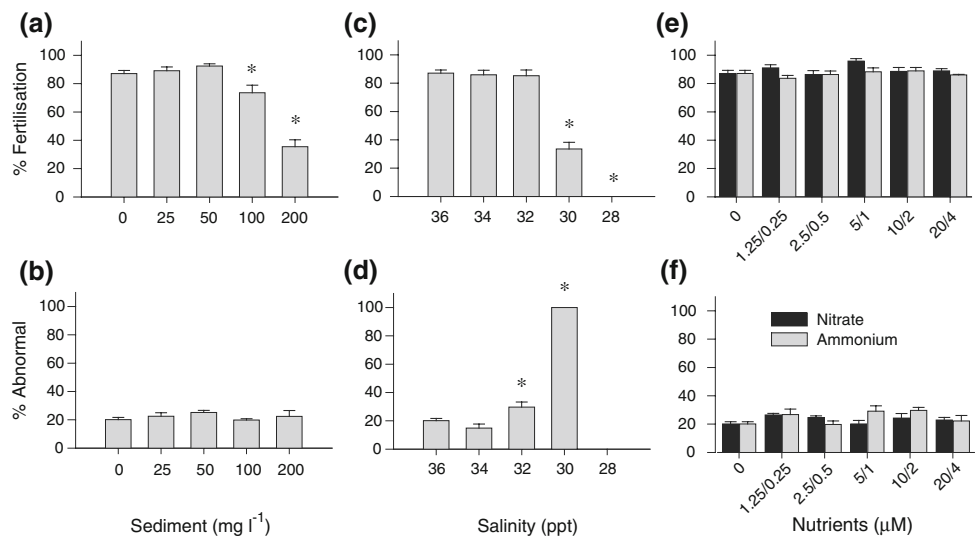 (a)
100
80
60
40
20
0
% Fertilisation
*
*
0 25 50 100 200
(c)
100
80
60
40
20
0
*
*
36 34 32 30 28
(e)
100
80
60
40
20
0
0 1.25/0.25 2.5/0.5 5/1 10/2 20/4
(b)
100
80
60
40
20
0
% Abnormal
0 25 50 100 200
Sediment (mg l-1)
(d)
100
80
60
40
20
0
*
*
36 34 32 30 28
Salinity (ppt)
(f)
100
80
60
40
20
0
Nitrate
Ammonium
0 1.25/0.25 2.5/0.5 5/1 10/2 20/4
Nutrients (μM)